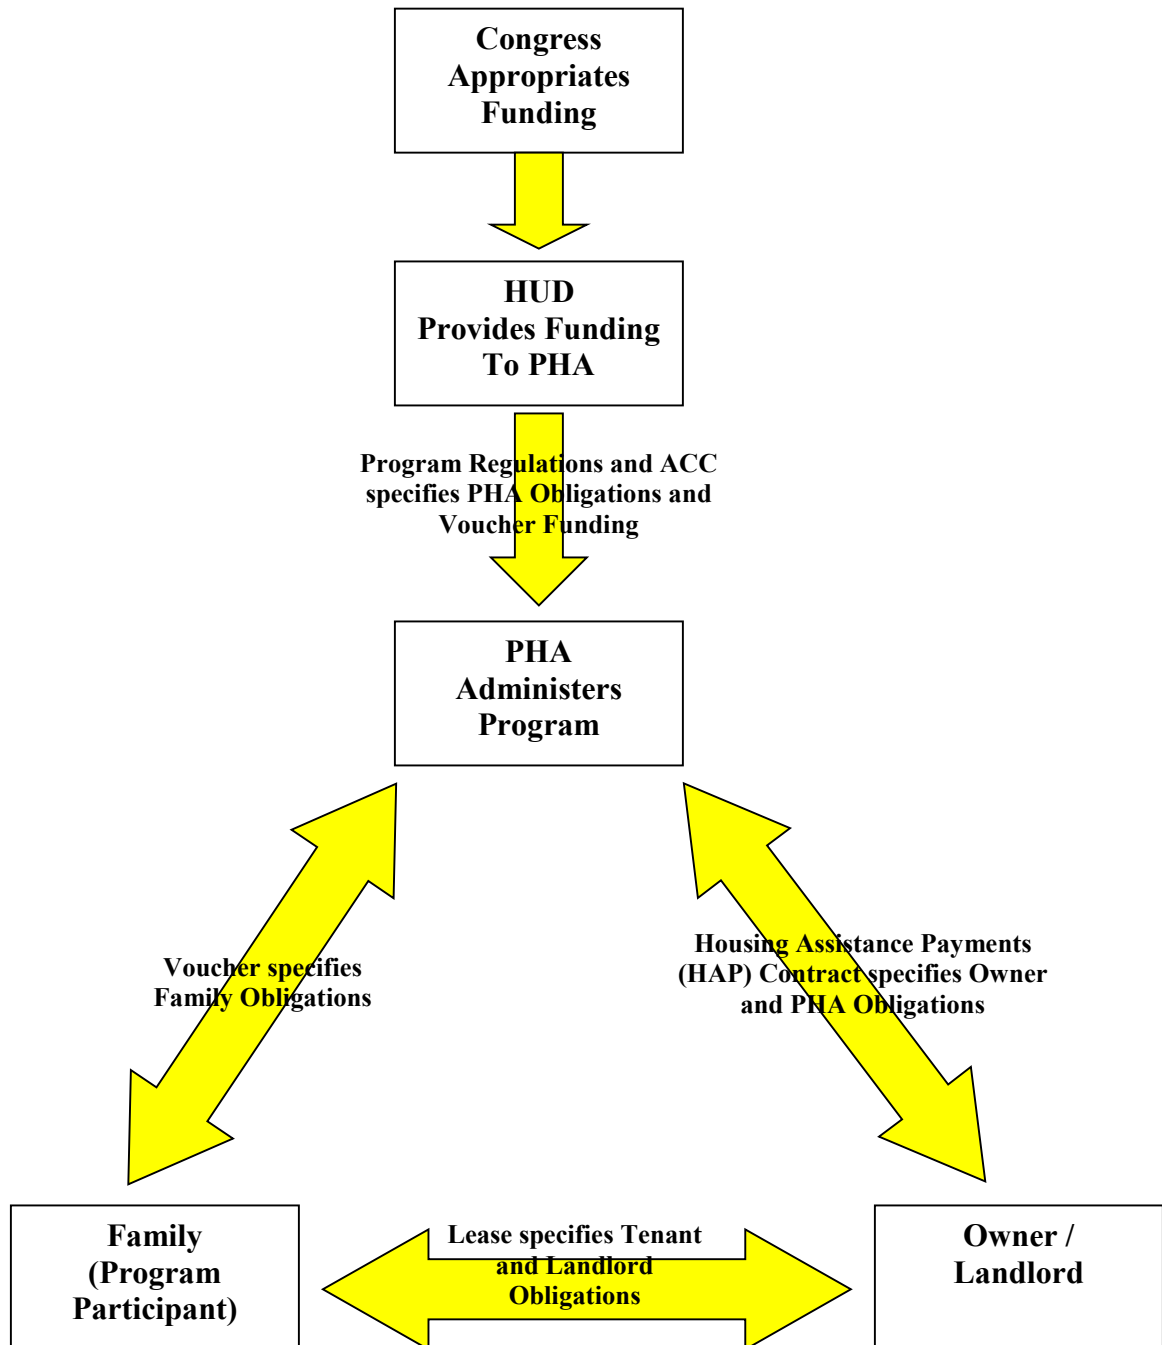 Congress
Appropriates
Funding
HUD
Provides Funding
To PHA
Program Regulations and ACC
specifies PHA Obligations and
Voucher Funding
PHA
Administers
Program
Voucher specifies
Family Obligations
Housing Assistance Payments
(HAP) Contract specifies Owner
and PHA Obligations
Family
(Program
Participant)
Lease specifies Tenant
and Landlord
Obligations
Owner /
Landlord